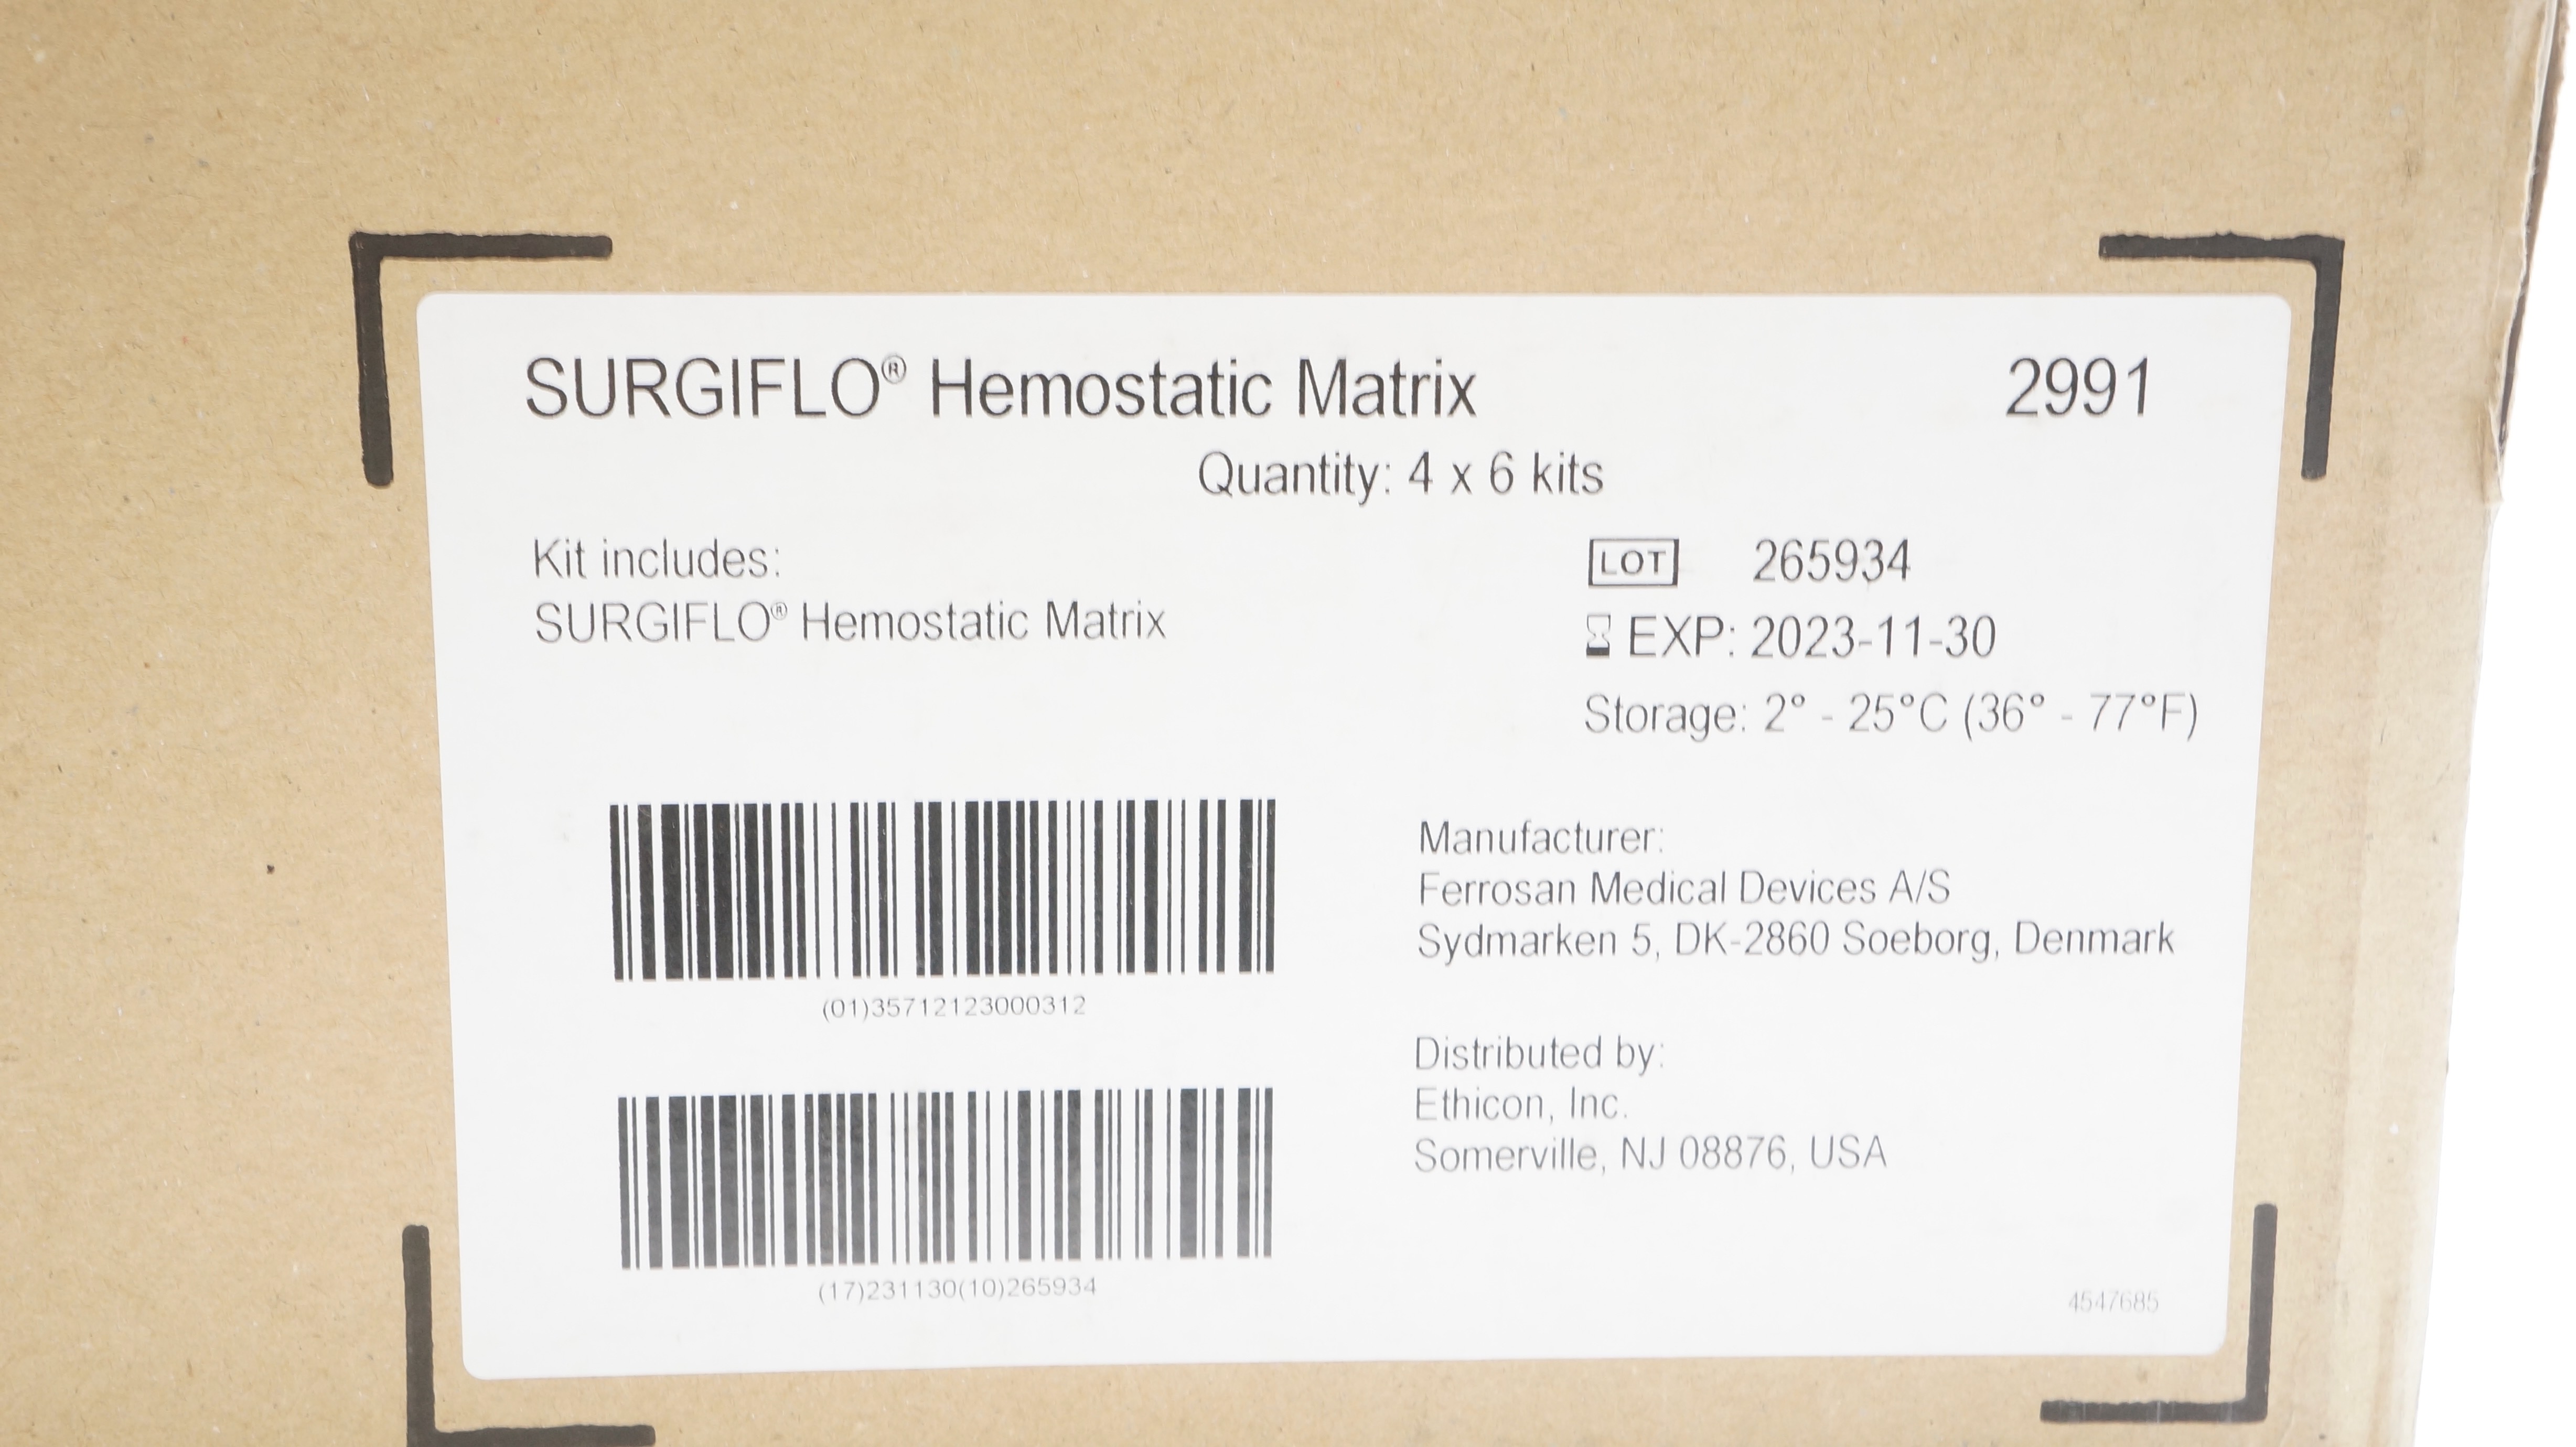 SURGIFLO® Hemostatic Matrix 2991
Quantity: 4 x 6 kits
Kit includes:
SURGIFLO® Hemostatic Matrix
LOT 265934
EXP: 2023-11-30
Storage: 2° - 25°C (36° - 77°F)
(01)35712123000312
(17)231130(10)265934
Manufacturer:
Ferrosan Medical Devices A/S
Sydmarken 5, DK-2860 Soeborg, Denmark
Distributed by:
Ethicon, Inc.
Somerville, NJ 08876, USA
4547685